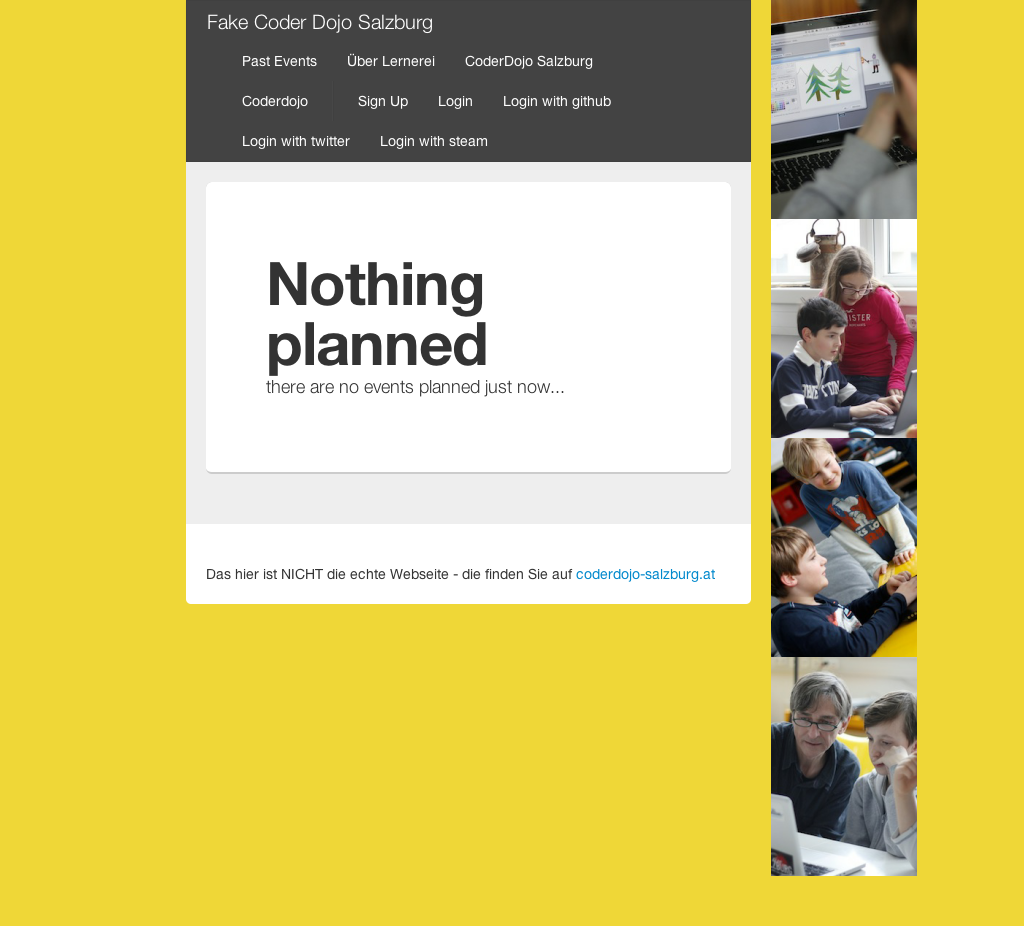 Fake Coder Dojo Salzburg
Past Events Über Lernerei CoderDojo Salzburg
Coderdojo Sign Up Login Login with github
Login with twitter Login with steam
Nothing
planned
there are no events planned just now...
Das hier ist NICHT die echte Webseite - die finden Sie auf coderdojo-salzburg.at